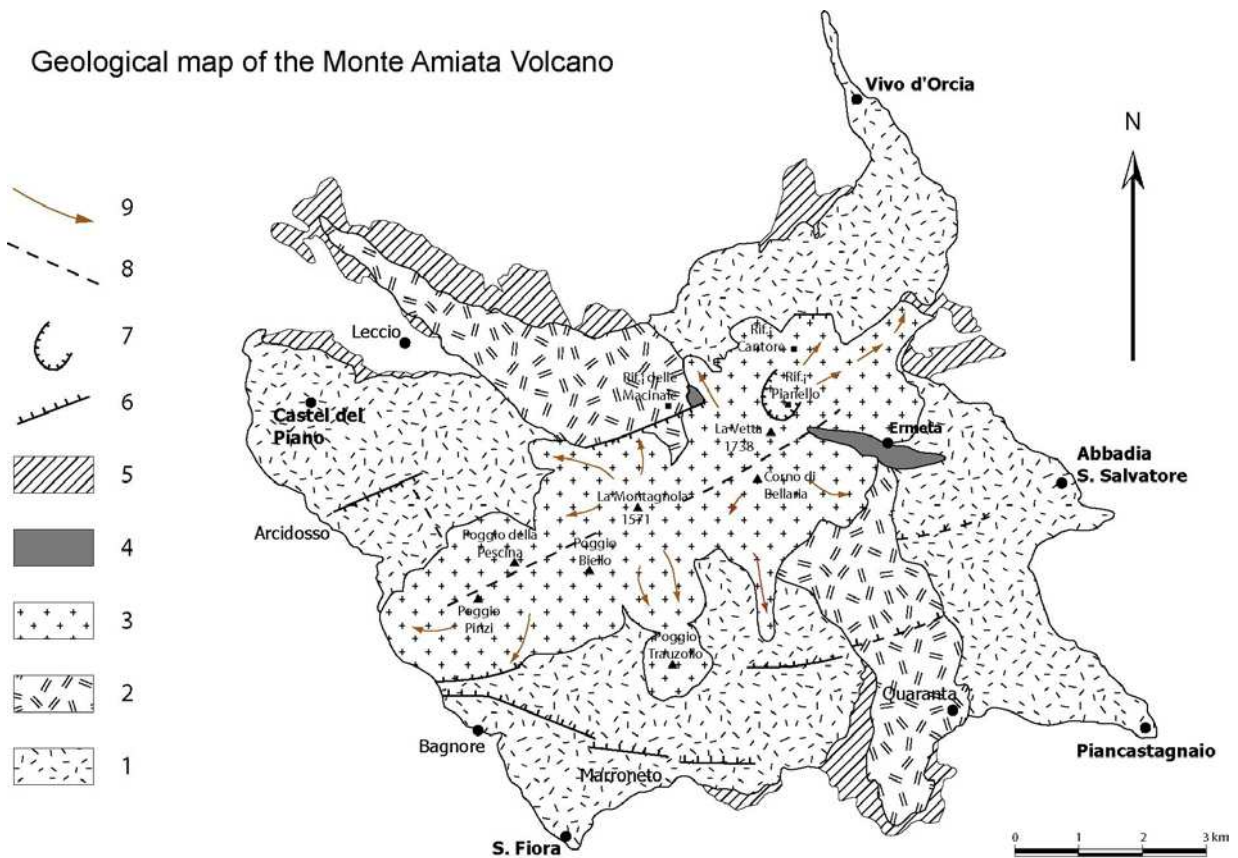 Geological map of the Monte Amiata Volcano
Vivo d'Orcia
N
9
8
7
6
5
4
3
2
1
Leccio
Rif.i
Cantore
Rif.i delle
Macinaie
Rif.i
Pianello
Castel del
Piano
La Vetta
1738
Ermeta
Abbadia
S. Salvatore
Corno di
Bellaria
La Montagnola
1571
Arcidosso
Poggio della
Pescina
Poggio
Biello
Poggio
Pinzi
Poggio
Trauzolo
Quaranta
Bagnore
Marroneto
Piancastagnaio
S. Fiora
0 1 2 3 km